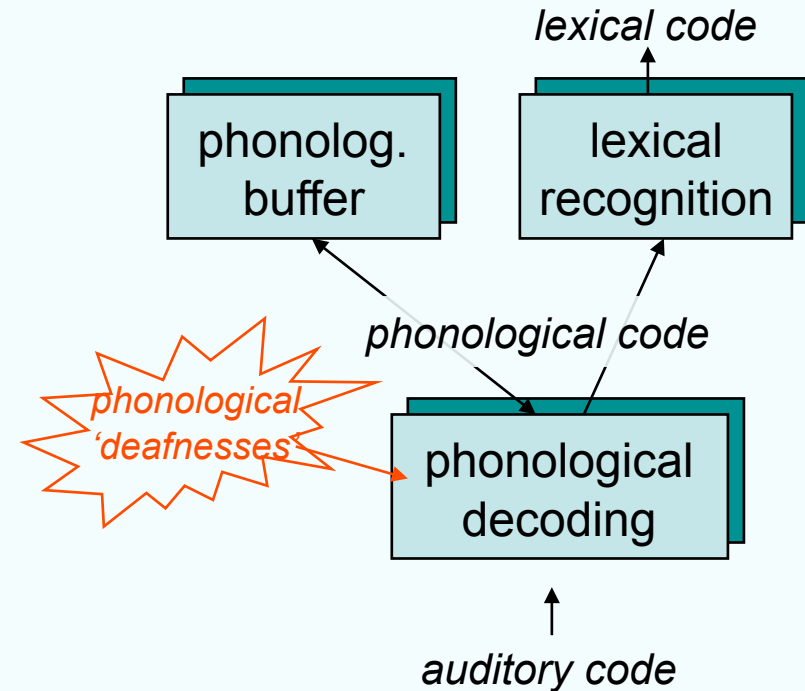 lexical code
phonolog.
buffer
lexical
recognition
phonological code
phonological
‘deafnesses’
phonological
decoding
auditory code